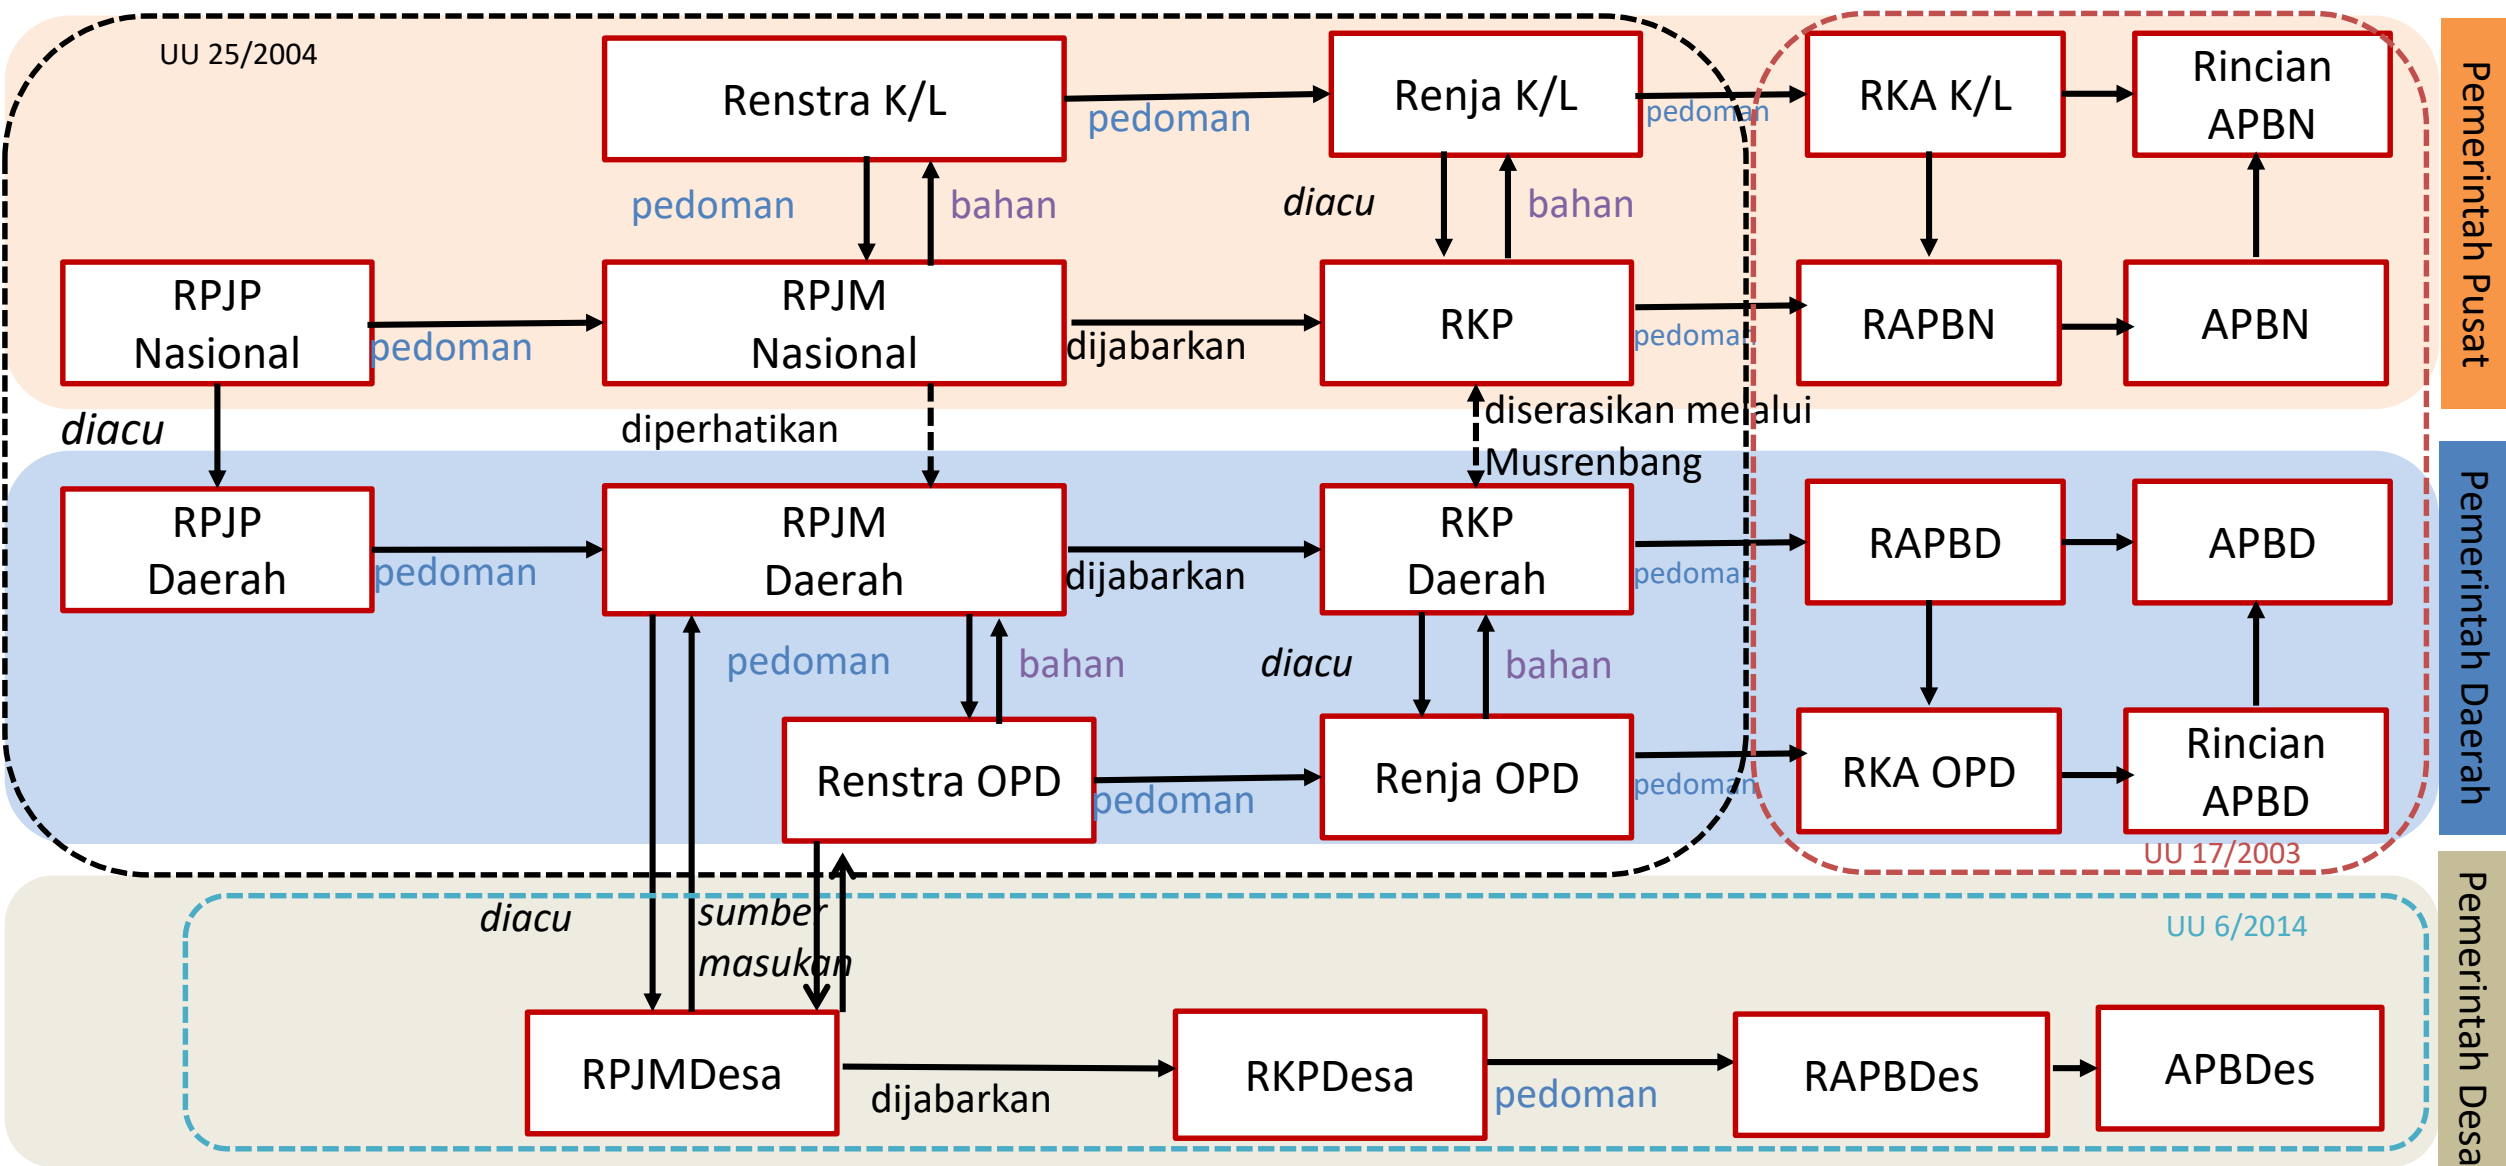 UU 25/2004
Renstra K/L
pedoman
Renja K/L
pedoman
RKA K/L
Rincian
APBN
Pemerintah Pusat
pedoman
bahan
diacu
bahan
RPJP
Nasional
pedoman
RPJM
Nasional
dijabarkan
RKP
pedoman
RAPBN
APBN
diacu
diperhatikan
diserasikan melalui
Musrenbang
RPJP
Daerah
pedoman
RPJM
Daerah
dijabarkan
RKP
Daerah
pedoman
RAPBD
APBD
Pemerintah Daerah
pedoman
bahan
diacu
bahan
Renstra OPD
pedoman
Renja OPD
pedoman
RKA OPD
Rincian
APBD
UU 17/2003
diacu
sumber
masukan
UU 6/2014
Pemerintah Desa
RPJMDesa
dijabarkan
RKPDesa
pedoman
RAPBDes
APBDes